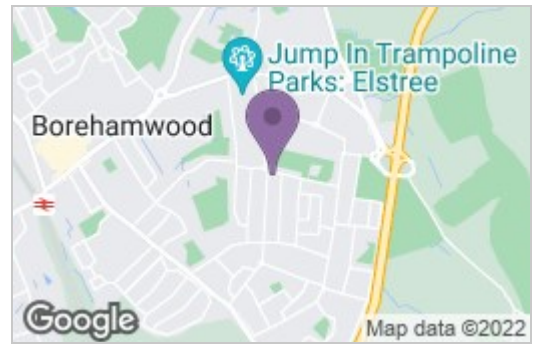 Jump In Trampoline
Parks: Elstree
Borehamwood
Google
Map data ©2022